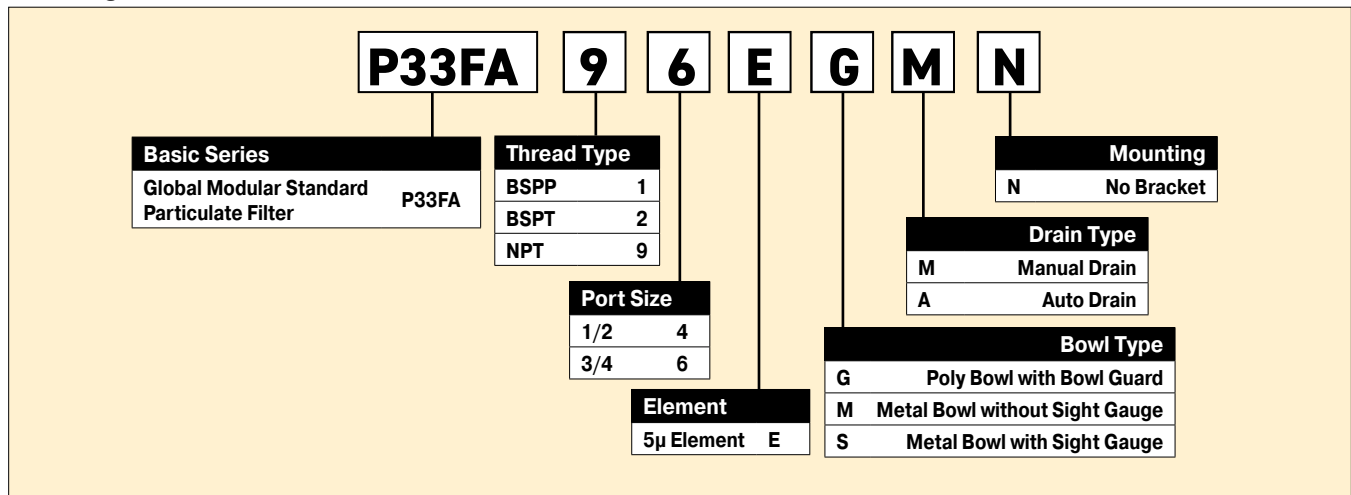 P33FA 9 6 E G M N
Basic Series
Global Modular Standard
Particulate Filter P33FA
Thread Type
BSPP 1
BSPT 2
NPT 9
Port Size
1/2 4
3/4 6
Element
5µ Element E
Mounting
N No Bracket
Drain Type
M Manual Drain
A Auto Drain
Bowl Type
G Poly Bowl with Bowl Guard
M Metal Bowl without Sight Gauge
S Metal Bowl with Sight Gauge